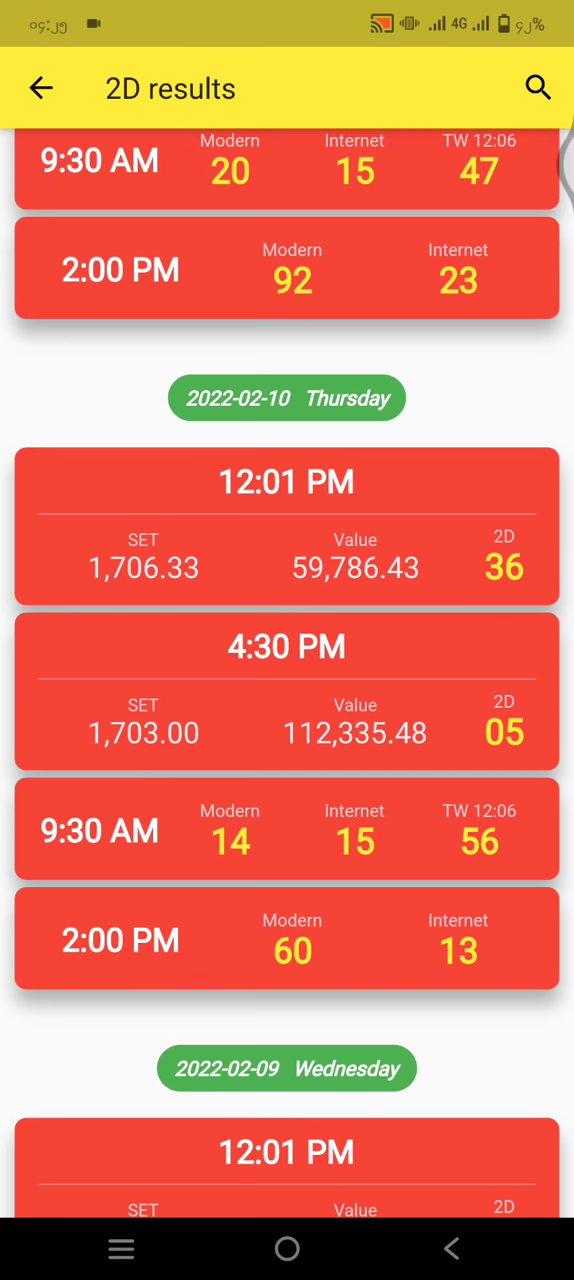 ၀၄:၂၅ 4G ၄၂%
2D results
Modern Internet TW 12:06
9:30 AM 20 15 47
Modern Internet
2:00 PM 92 23
2022-02-10 Thursday
12:01 PM
SET Value 2D
1,706.33 59,786.43 36
4:30 PM
SET Value 2D
1,703.00 112,335.48 05
Modern Internet TW 12:06
9:30 AM 14 15 56
Modern Internet
2:00 PM 60 13
2022-02-09 Wednesday
12:01 PM
SET Value 2D